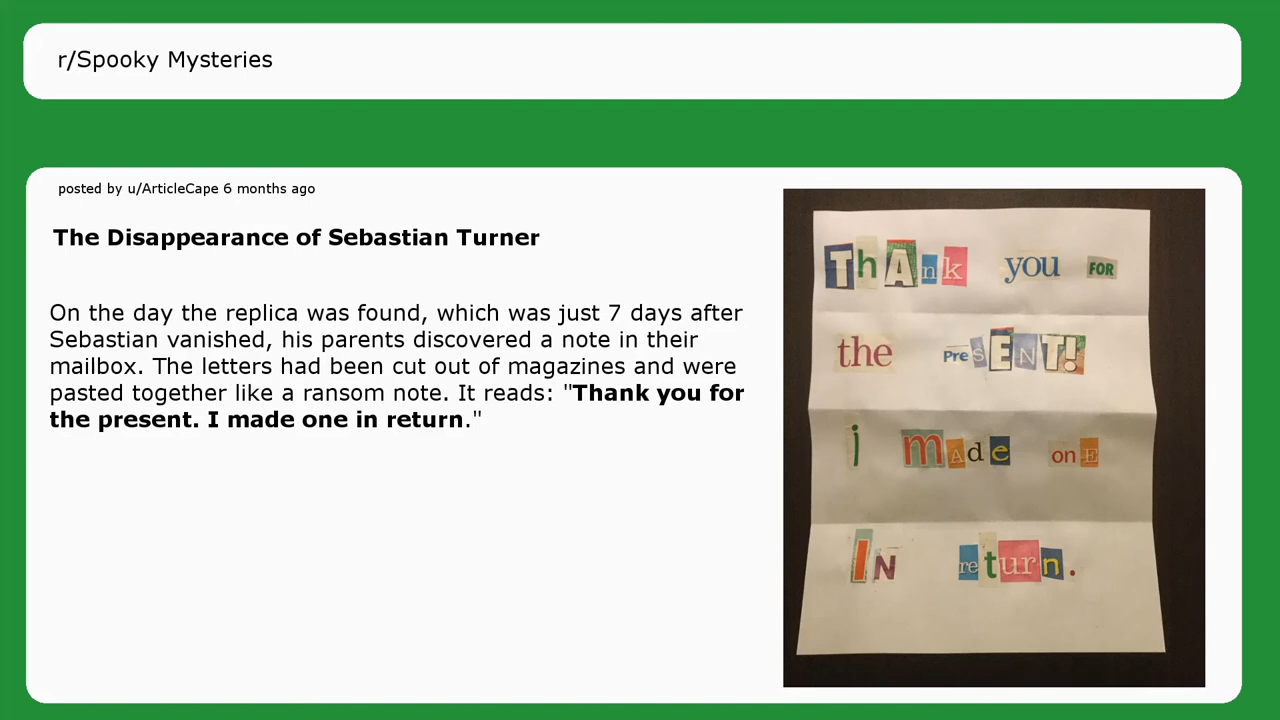 r/Spooky Mysteries
posted by u/ArticleCape 6 months ago
The Disappearance of Sebastian Turner
On the day the replica was found, which was just 7 days after
Sebastian vanished, his parents discovered a note in their
mailbox. The letters had been cut out of magazines and were
pasted together like a ransom note. It reads: "Thank you for
the present. I made one in return."
ThAnk you FOR
the PresENT!
i mAde onE
IN return.